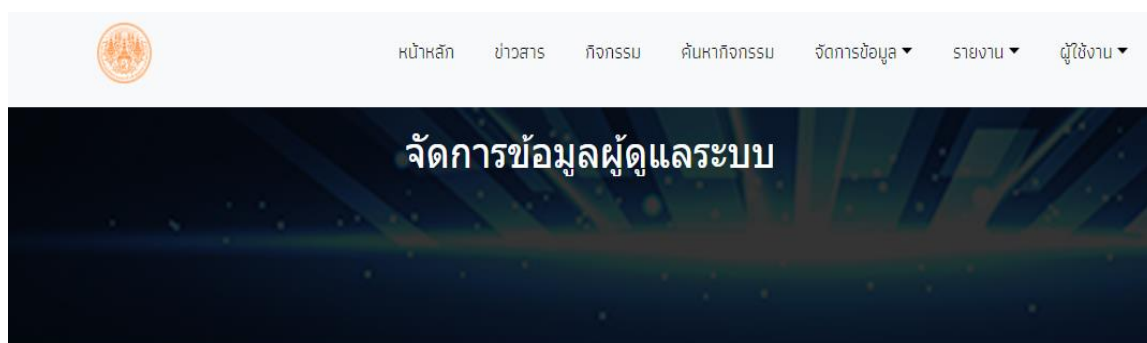 หน้าหลัก ข่าวสาร กิจกรรม ค้นหากิจกรรม จัดการข้อมูล รายงาน ผู้ใช้งาน
จัดการข้อมูลผู้ดูแลระบบ